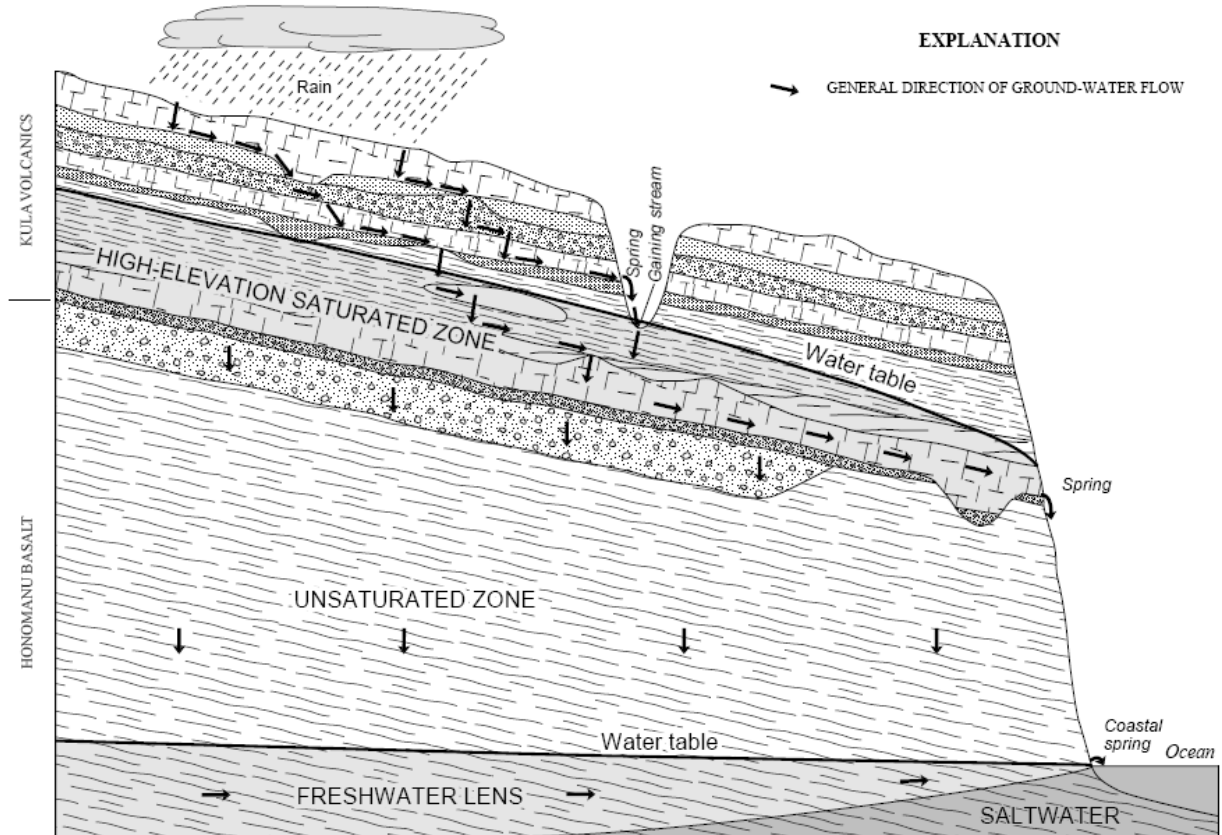 EXPLANATION
GENERAL DIRECTION OF GROUND-WATER FLOW
Rain
KULA VOLCANICS
Spring
Gaining stream
HIGH-ELEVATION SATURATED ZONE
Water table
Spring
UNSATURATED ZONE
HONOMANU BASALT
Water table
Coastal
spring
Ocean
FRESHWATER LENS
SALTWATER